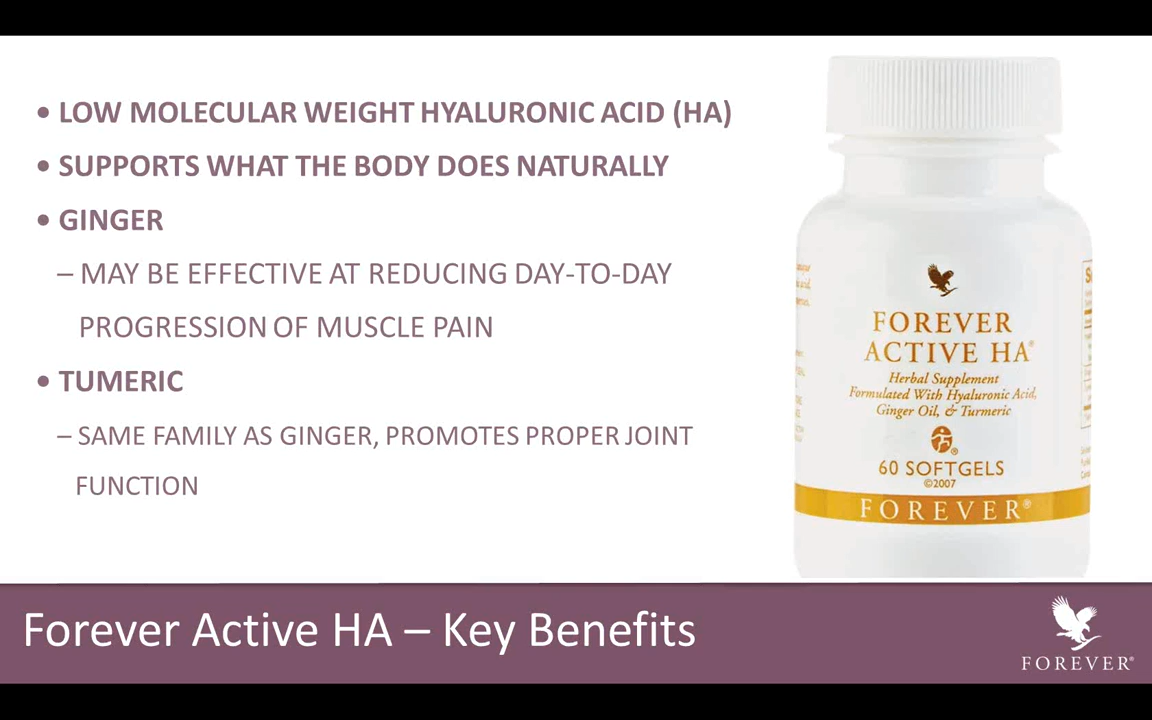 • LOW MOLECULAR WEIGHT HYALURONIC ACID (HA)
• SUPPORTS WHAT THE BODY DOES NATURALLY
• GINGER
– MAY BE EFFECTIVE AT REDUCING DAY-TO-DAY
PROGRESSION OF MUSCLE PAIN
• TUMERIC
– SAME FAMILY AS GINGER, PROMOTES PROPER JOINT
FUNCTION
FOREVER
ACTIVE HA®
Herbal Supplement
Formulated With Hyaluronic Acid,
Ginger Oil, & Turmeric
60 SOFTGELS
©2007
FOREVER®
Forever Active HA – Key Benefits
FOREVER®